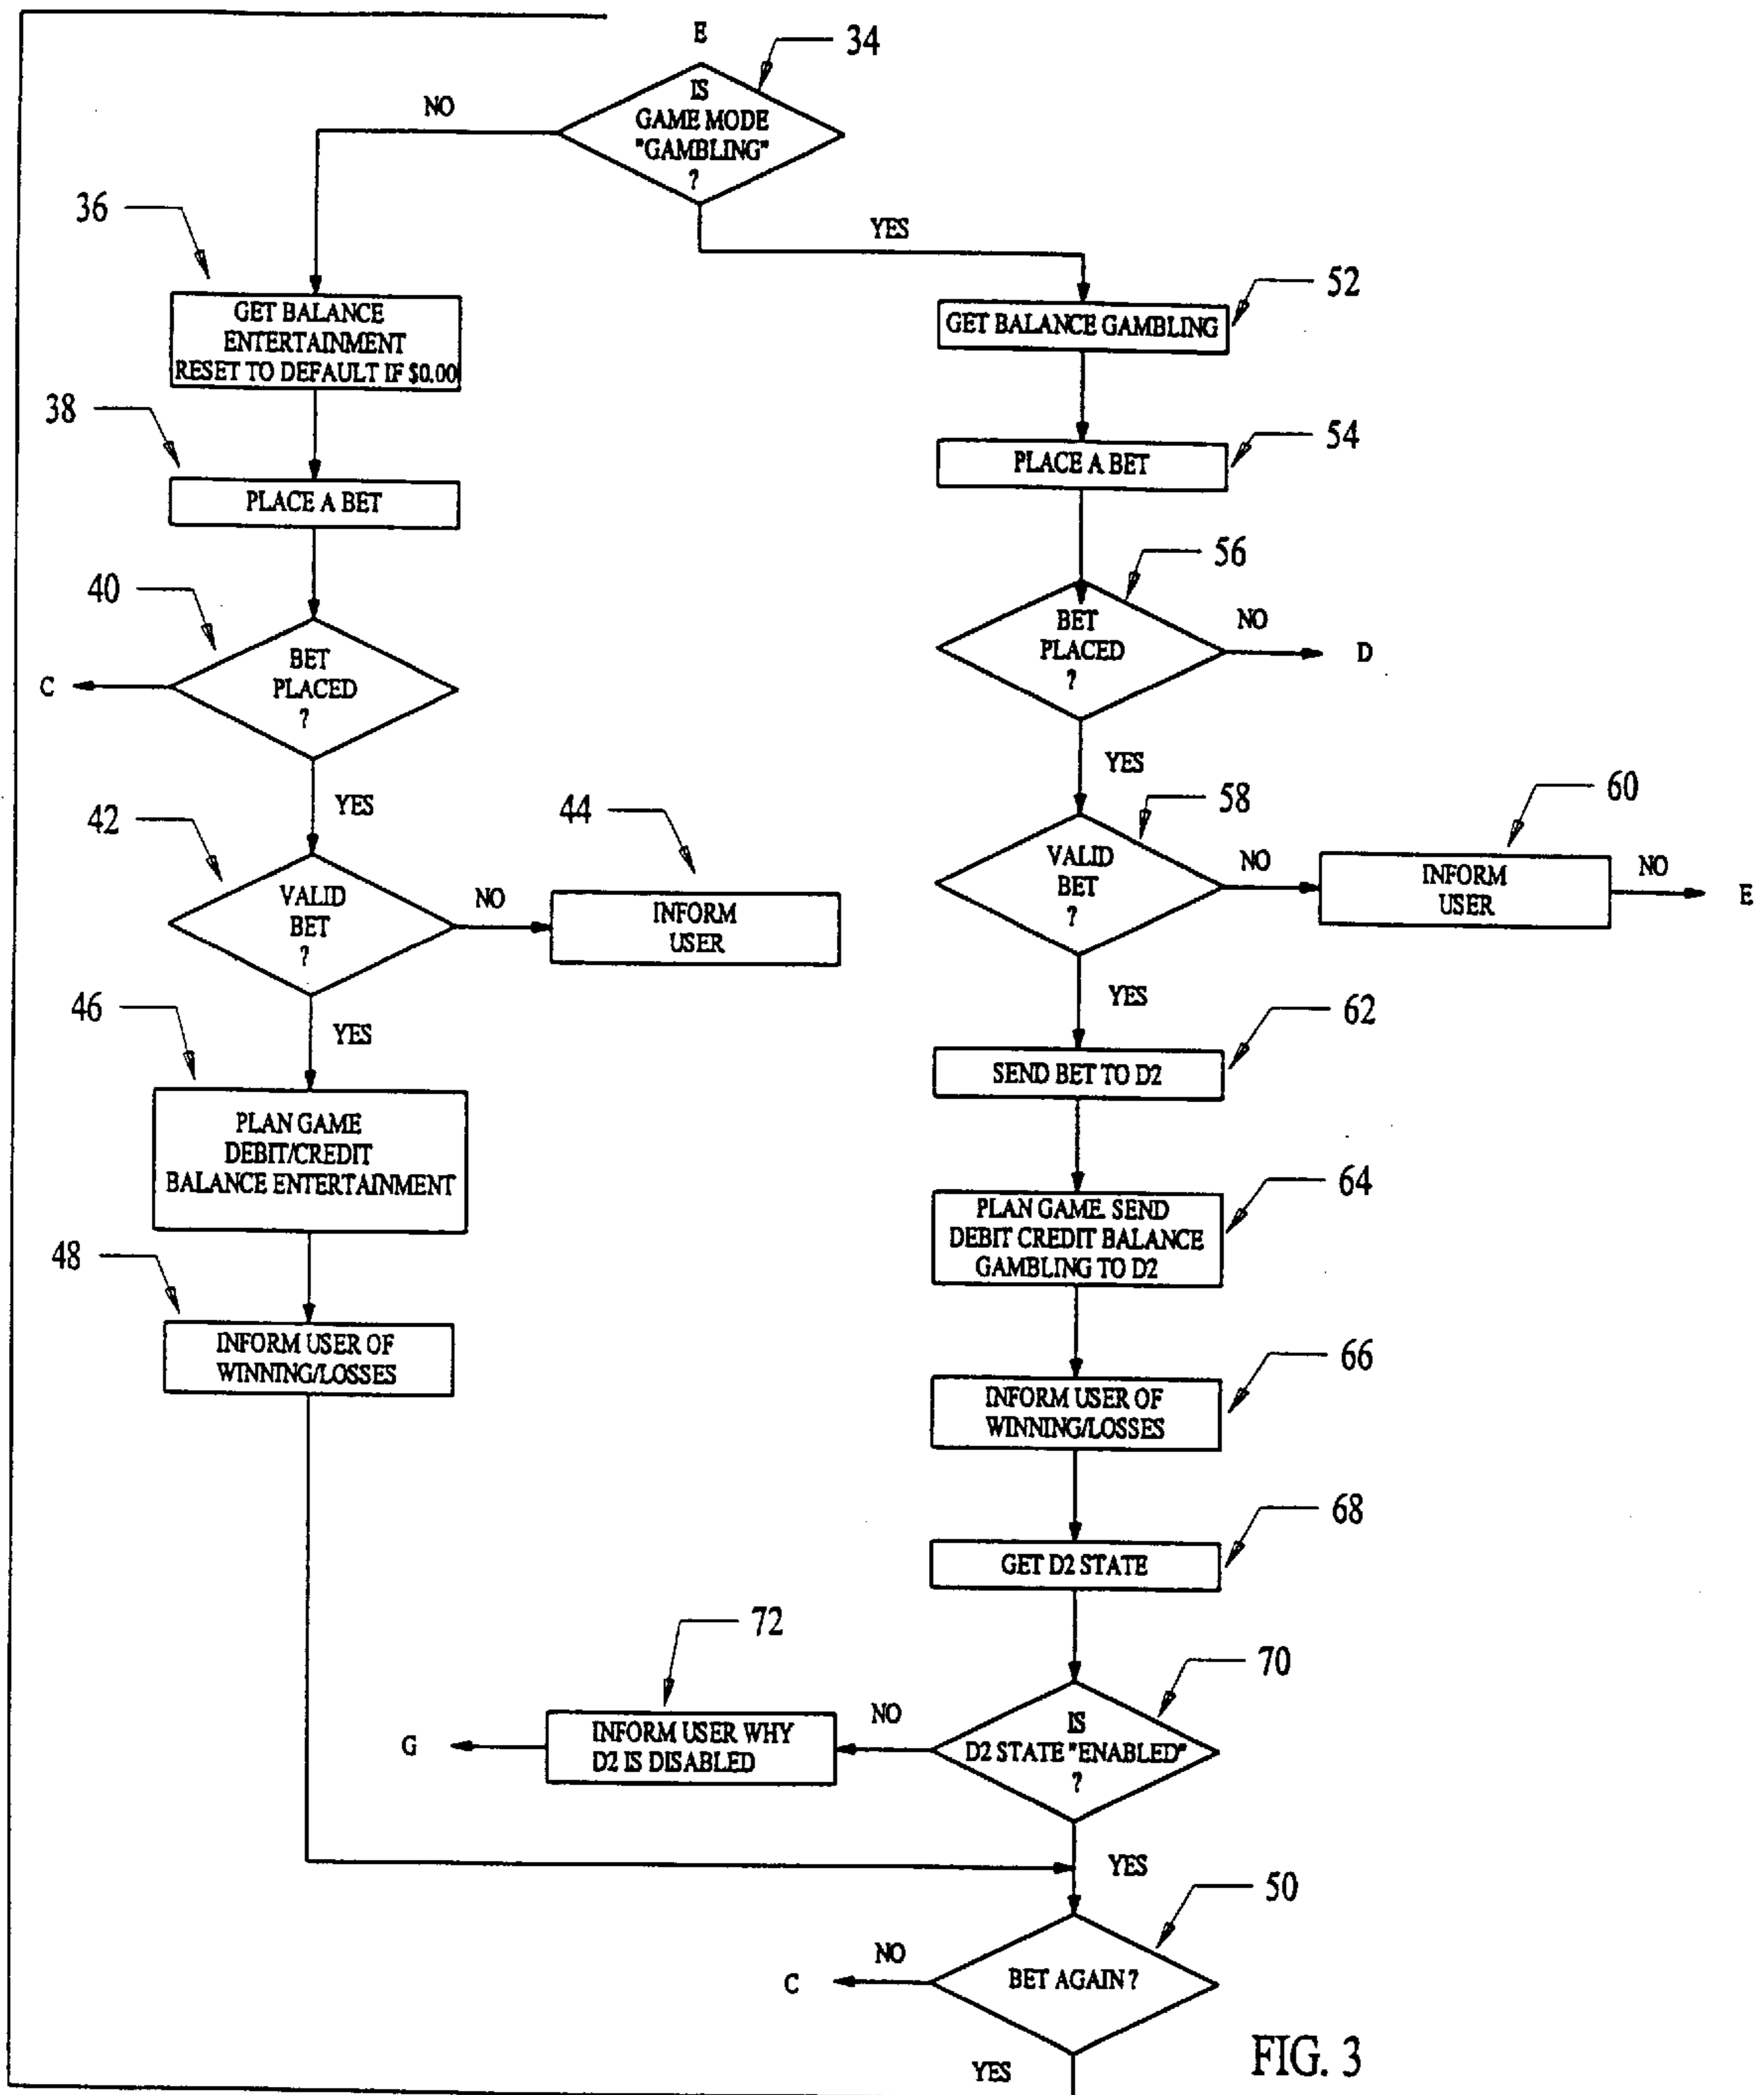 E
34
IS
GAME MODE
"GAMBLING"
?
NO
YES
36
GET BALANCE
ENTERTAINMENT
RESET TO DEFAULT IF $0.00
38
PLACE A BET
40
BET
PLACED
?
C
YES
42
VALID
BET
?
NO
44
INFORM
USER
YES
46
PLAN GAME
DEBIT/CREDIT
BALANCE ENTERTAINMENT
48
INFORM USER OF
WINNING/LOSSES
52
GET BALANCE GAMBLING
54
PLACE A BET
56
BET
PLACED
?
NO
D
YES
58
VALID
BET
?
NO
60
INFORM
USER
NO
E
YES
62
SEND BET TO D2
64
PLAN GAME. SEND
DEBIT CREDIT BALANCE
GAMBLING TO D2
66
INFORM USER OF
WINNING/LOSSES
68
GET D2 STATE
70
IS
D2 STATE "ENABLED"
?
NO
72
INFORM USER WHY
D2 IS DISABLED
G
YES
50
BET AGAIN ?
NO
C
YES
FIG. 3